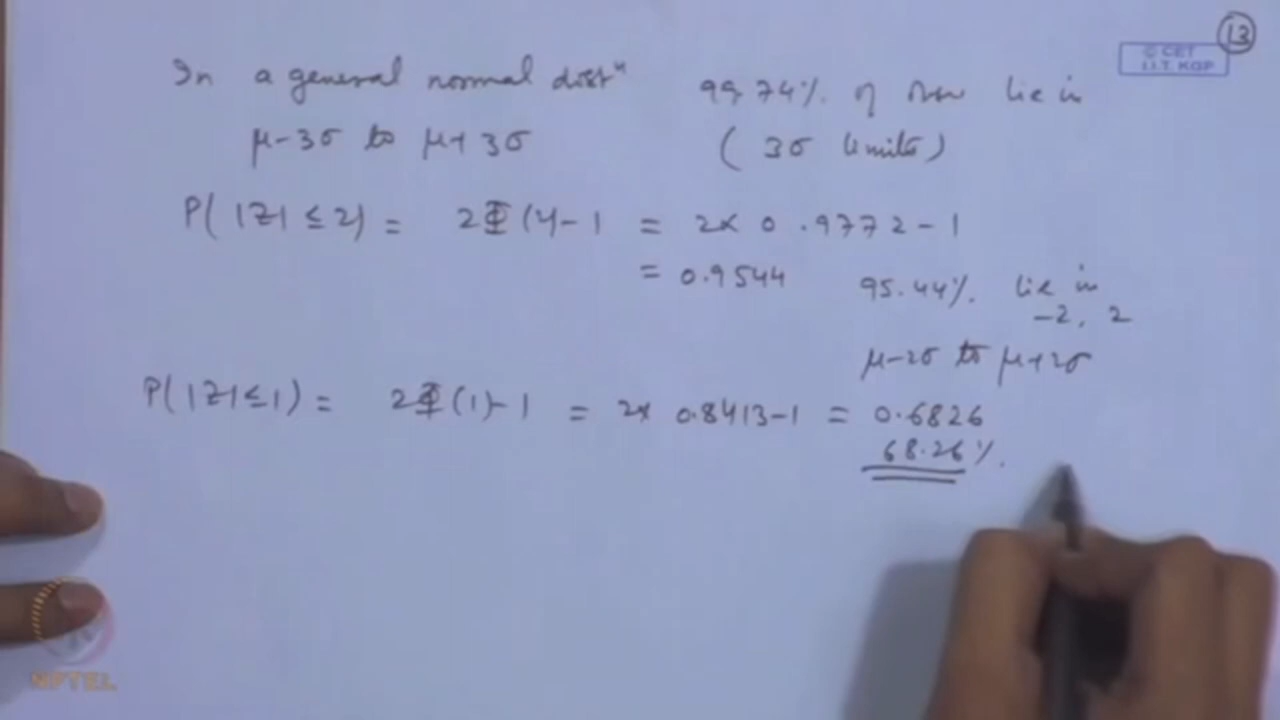 13
© CET
I.I.T. KGP
In a general normal distⁿ 99.74% of obsⁿˢ lie in
μ-3σ to μ+3σ (3σ limits)
P(|Z| ≤ 2) = 2Φ(2)-1 = 2x 0.9772-1
= 0.9544 95.44% lie in
-2, 2
μ-2σ to μ+2σ
P(|Z| ≤ 1) = 2Φ(1)-1 = 2x 0.8413-1 = 0.6826
68.26%.
NPTEL